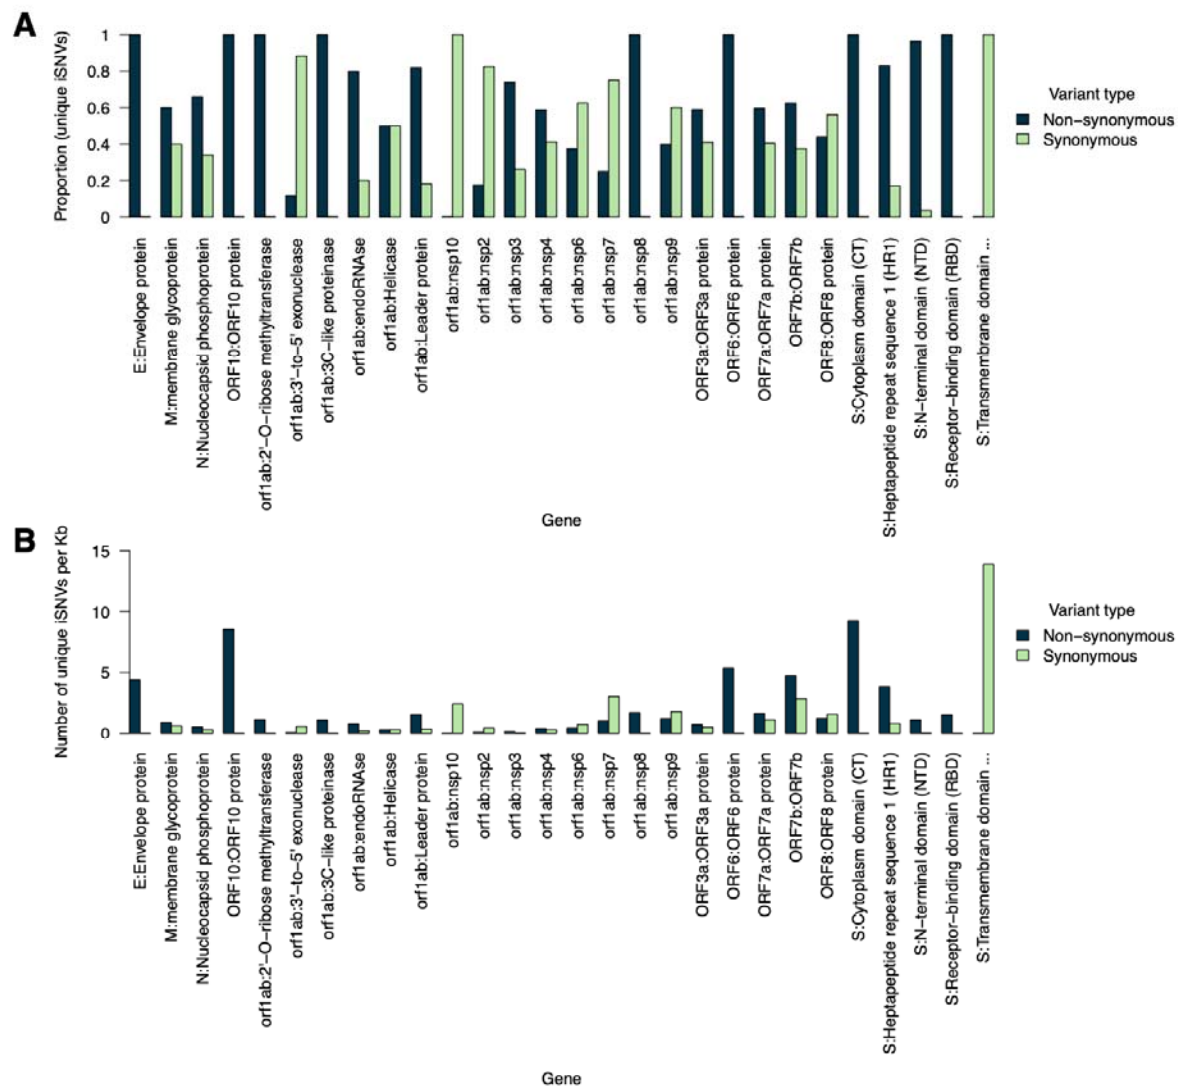 A
Proportion (unique iSNVs)
1
0.8
0.6
0.4
0.2
0
Variant type
Non−synonymous
Synonymous
E:Envelope protein
M:membrane glycoprotein
N:Nucleocapsid phosphoprotein
ORF10:ORF10 protein
orf1ab:2'−O−ribose methyltransferase
orf1ab:3'−to−5' exonuclease
orf1ab:3C−like proteinase
orf1ab:endoRNAse
orf1ab:Helicase
orf1ab:Leader protein
orf1ab:nsp10
orf1ab:nsp2
orf1ab:nsp3
orf1ab:nsp4
orf1ab:nsp6
orf1ab:nsp7
orf1ab:nsp8
orf1ab:nsp9
ORF3a:ORF3a protein
ORF6:ORF6 protein
ORF7a:ORF7a protein
ORF7b:ORF7b
ORF8:ORF8 protein
S:Cytoplasm domain (CT)
S:Heptapeptide repeat sequence 1 (HR1)
S:N−terminal domain (NTD)
S:Receptor−binding domain (RBD)
S:Transmembrane domain ...
Gene
B
Number of unique iSNVs per Kb
15
10
5
0
Variant type
Non−synonymous
Synonymous
E:Envelope protein
M:membrane glycoprotein
N:Nucleocapsid phosphoprotein
ORF10:ORF10 protein
orf1ab:2'−O−ribose methyltransferase
orf1ab:3'−to−5' exonuclease
orf1ab:3C−like proteinase
orf1ab:endoRNAse
orf1ab:Helicase
orf1ab:Leader protein
orf1ab:nsp10
orf1ab:nsp2
orf1ab:nsp3
orf1ab:nsp4
orf1ab:nsp6
orf1ab:nsp7
orf1ab:nsp8
orf1ab:nsp9
ORF3a:ORF3a protein
ORF6:ORF6 protein
ORF7a:ORF7a protein
ORF7b:ORF7b
ORF8:ORF8 protein
S:Cytoplasm domain (CT)
S:Heptapeptide repeat sequence 1 (HR1)
S:N−terminal domain (NTD)
S:Receptor−binding domain (RBD)
S:Transmembrane domain ...
Gene